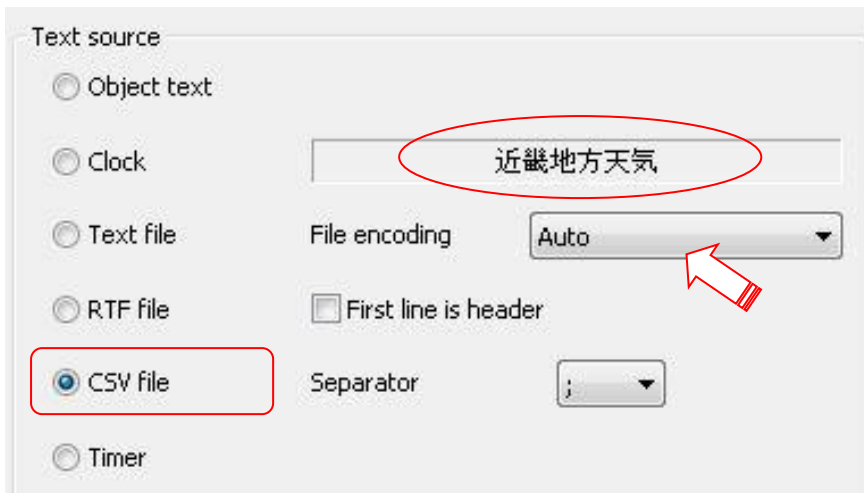 Text source
Object text
Clock 近畿地方天気
Text file File encoding Auto
RTF file First line is header
CSV file Separator ;
Timer